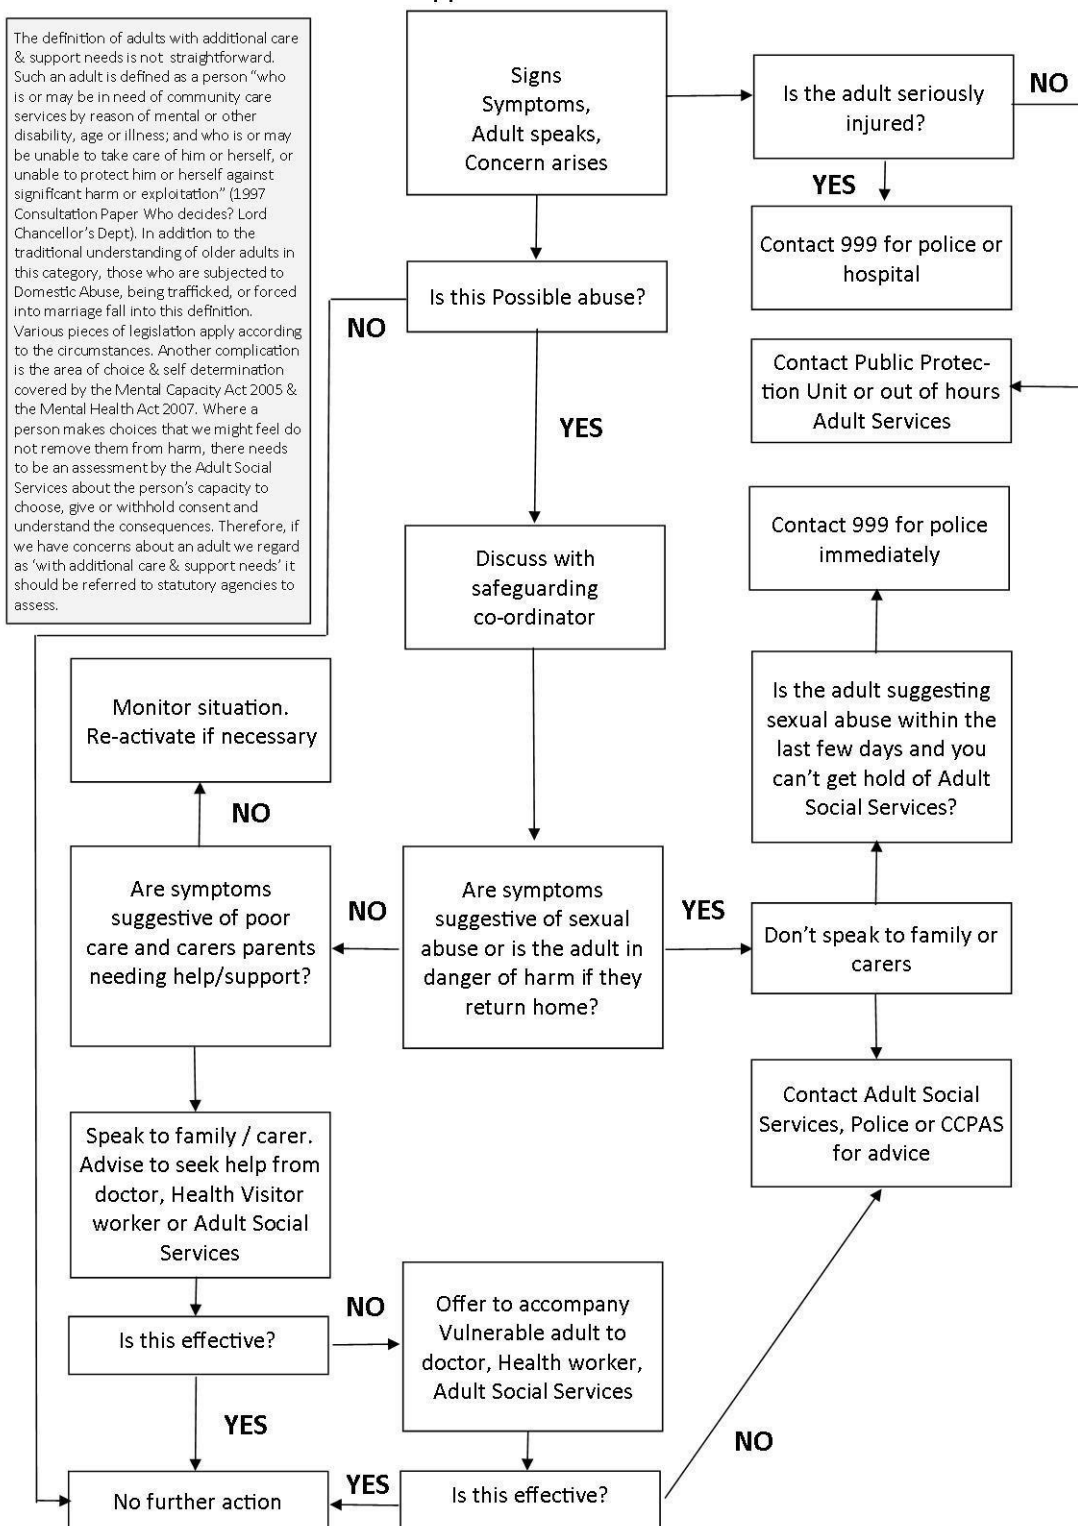 The definition of adults with additional care
& support needs is not straightforward.
Such an adult is defined as a person “who
is or may be in need of community care
services by reason of mental or other
disability, age or illness; and who is or may
be unable to take care of him or herself, or
unable to protect him or herself against
significant harm or exploitation” (1997
Consultation Paper Who decides? Lord
Chancellor’s Dept). In addition to the
traditional understanding of older adults in
this category, those who are subjected to
Domestic Abuse, being trafficked, or forced
into marriage fall into this definition.
Various pieces of legislation apply according
to the circumstances. Another complication
is the area of choice & self determination
covered by the Mental Capacity Act 2005 &
the Mental Health Act 2007. Where a
person makes choices that we might feel do
not remove them from harm, there needs
to be an assessment by the Adult Social
Services about the person’s capacity to
choose, give or withhold consent and
understand the consequences. Therefore, if
we have concerns about an adult we regard
as ‘with additional care & support needs’ it
should be referred to statutory agencies to
assess.
Signs
Symptoms,
Adult speaks,
Concern arises
Is the adult seriously
injured?
NO
YES
Contact 999 for police or
hospital
Is this Possible abuse?
NO
Contact Public Protec-
tion Unit or out of hours
Adult Services
YES
Contact 999 for police
immediately
Discuss with
safeguarding
co-ordinator
Is the adult suggesting
sexual abuse within the
last few days and you
can’t get hold of Adult
Social Services?
Monitor situation.
Re-activate if necessary
NO
Are symptoms
suggestive of poor
care and carers parents
needing help/support?
NO
Are symptoms
suggestive of sexual
abuse or is the adult in
danger of harm if they
return home?
YES
Don’t speak to family or
carers
Contact Adult Social
Services, Police or CCPAS
for advice
Speak to family / carer.
Advise to seek help from
doctor, Health Visitor
worker or Adult Social
Services
Is this effective?
NO
Offer to accompany
Vulnerable adult to
doctor, Health worker,
Adult Social Services
YES
NO
No further action
YES
Is this effective?